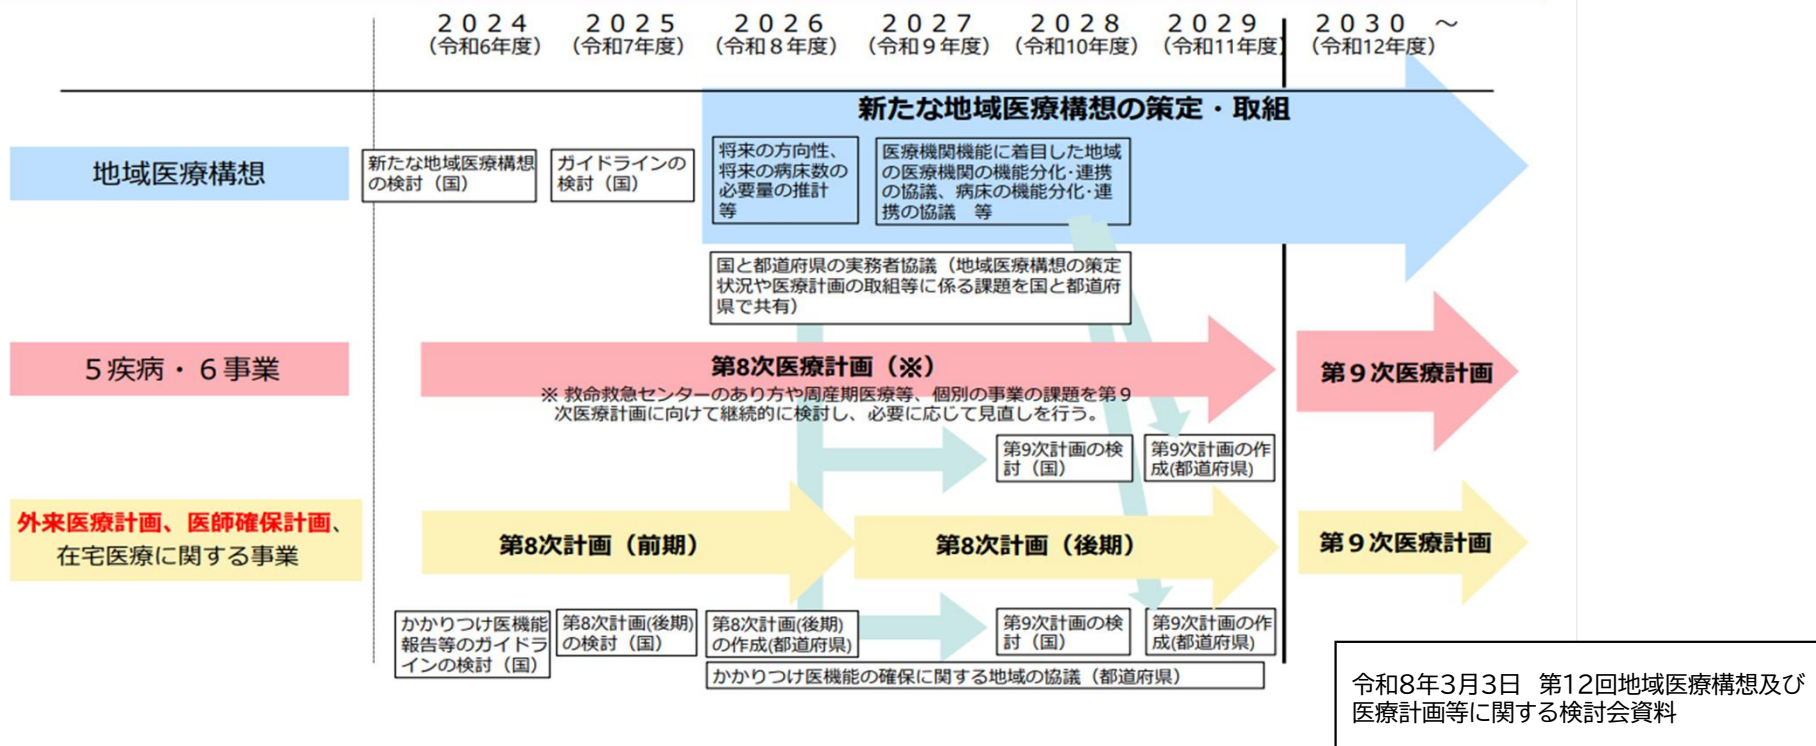 ２０２４ ２０２５ ２０２６ ２０２７ ２０２８ ２０２９ ２０３０ ～
（令和6年度） （令和7年度） （令和８年度） （令和９年度） （令和10年度） （令和11年度） （令和12年度）
新たな地域医療構想の策定・取組
地域医療構想
新たな地域医療構想
の検討（国）
ガイドラインの
検討（国）
将来の方向性、
将来の病床数の
必要量の推計
等
医療機関機能に着目した地域
の医療機関の機能分化･連携
の協議、病床の機能分化･連
携の協議　等
国と都道府県の実務者協議（地域医療構想の策定
状況や医療計画の取組等に係る課題を国と都道府
県で共有）
５疾病・６事業
第8次医療計画（※）
※ 救命救急センターのあり方や周産期医療等、個別の事業の課題を第９
次医療計画に向けて継続的に検討し、必要に応じて見直しを行う。
第９次医療計画
第9次計画の検
討（国）
第9次計画の作
成(都道府県)
外来医療計画、医師確保計画、
在宅医療に関する事業
第8次計画（前期）
第8次計画（後期）
第９次医療計画
かかりつけ医機能
報告等のガイドラ
インの検討（国）
第8次計画(後期)
の検討（国）
第8次計画(後期)
の作成(都道府県)
第9次計画の検
討（国）
第9次計画の作
成(都道府県)
かかりつけ医機能の確保に関する地域の協議（都道府県）
令和8年3月3日　第12回地域医療構想及び
医療計画等に関する検討会資料